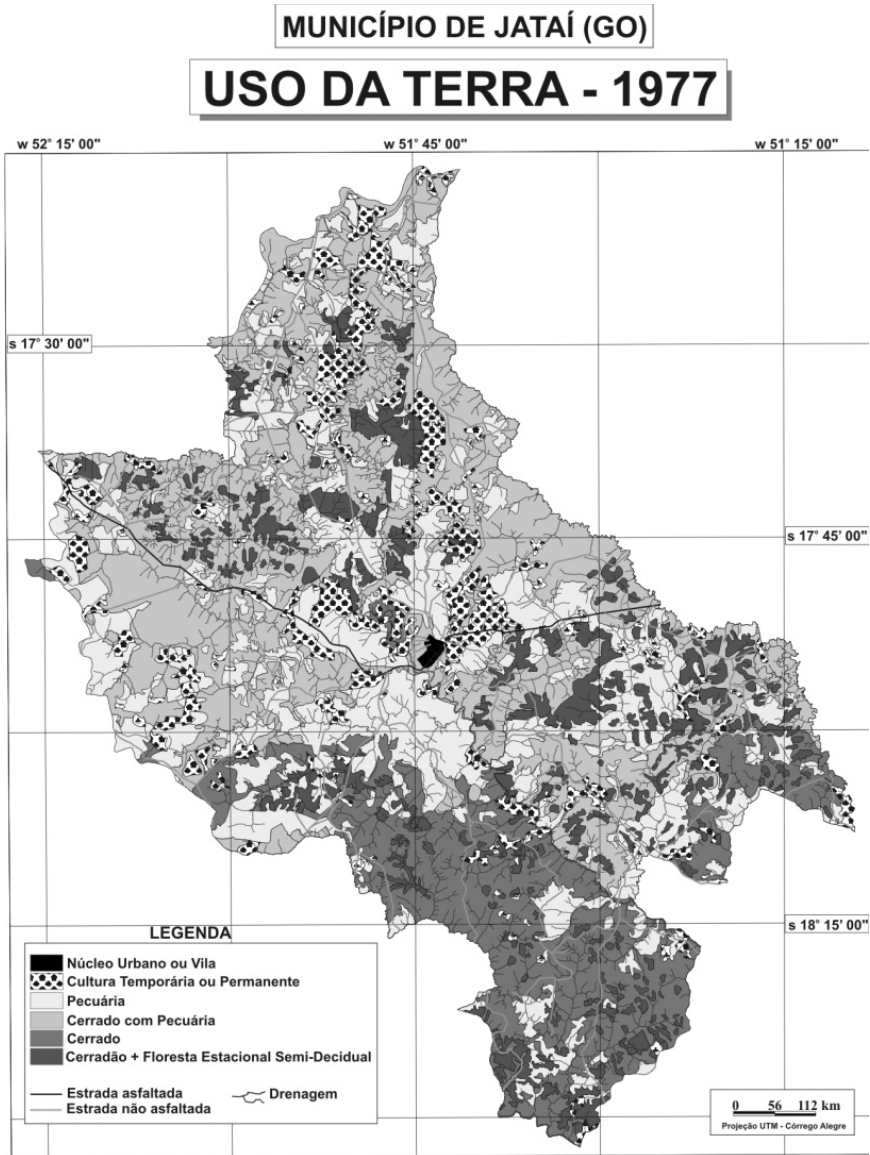 MUNICÍPIO DE JATAÍ (GO)
USO DA TERRA - 1977
w 52° 15' 00"
w 51° 45' 00"
w 51° 15' 00"
s 17° 30' 00"
s 17° 45' 00"
s 18° 15' 00"
LEGENDA
Núcleo Urbano ou Vila
Cultura Temporária ou Permanente
Pecuária
Cerrado com Pecuária
Cerrado
Cerradão + Floresta Estacional Semi-Decidual
Estrada asfaltada
Drenagem
Estrada não asfaltada
0 56 112 km
Projeção UTM - Córrego Alegre